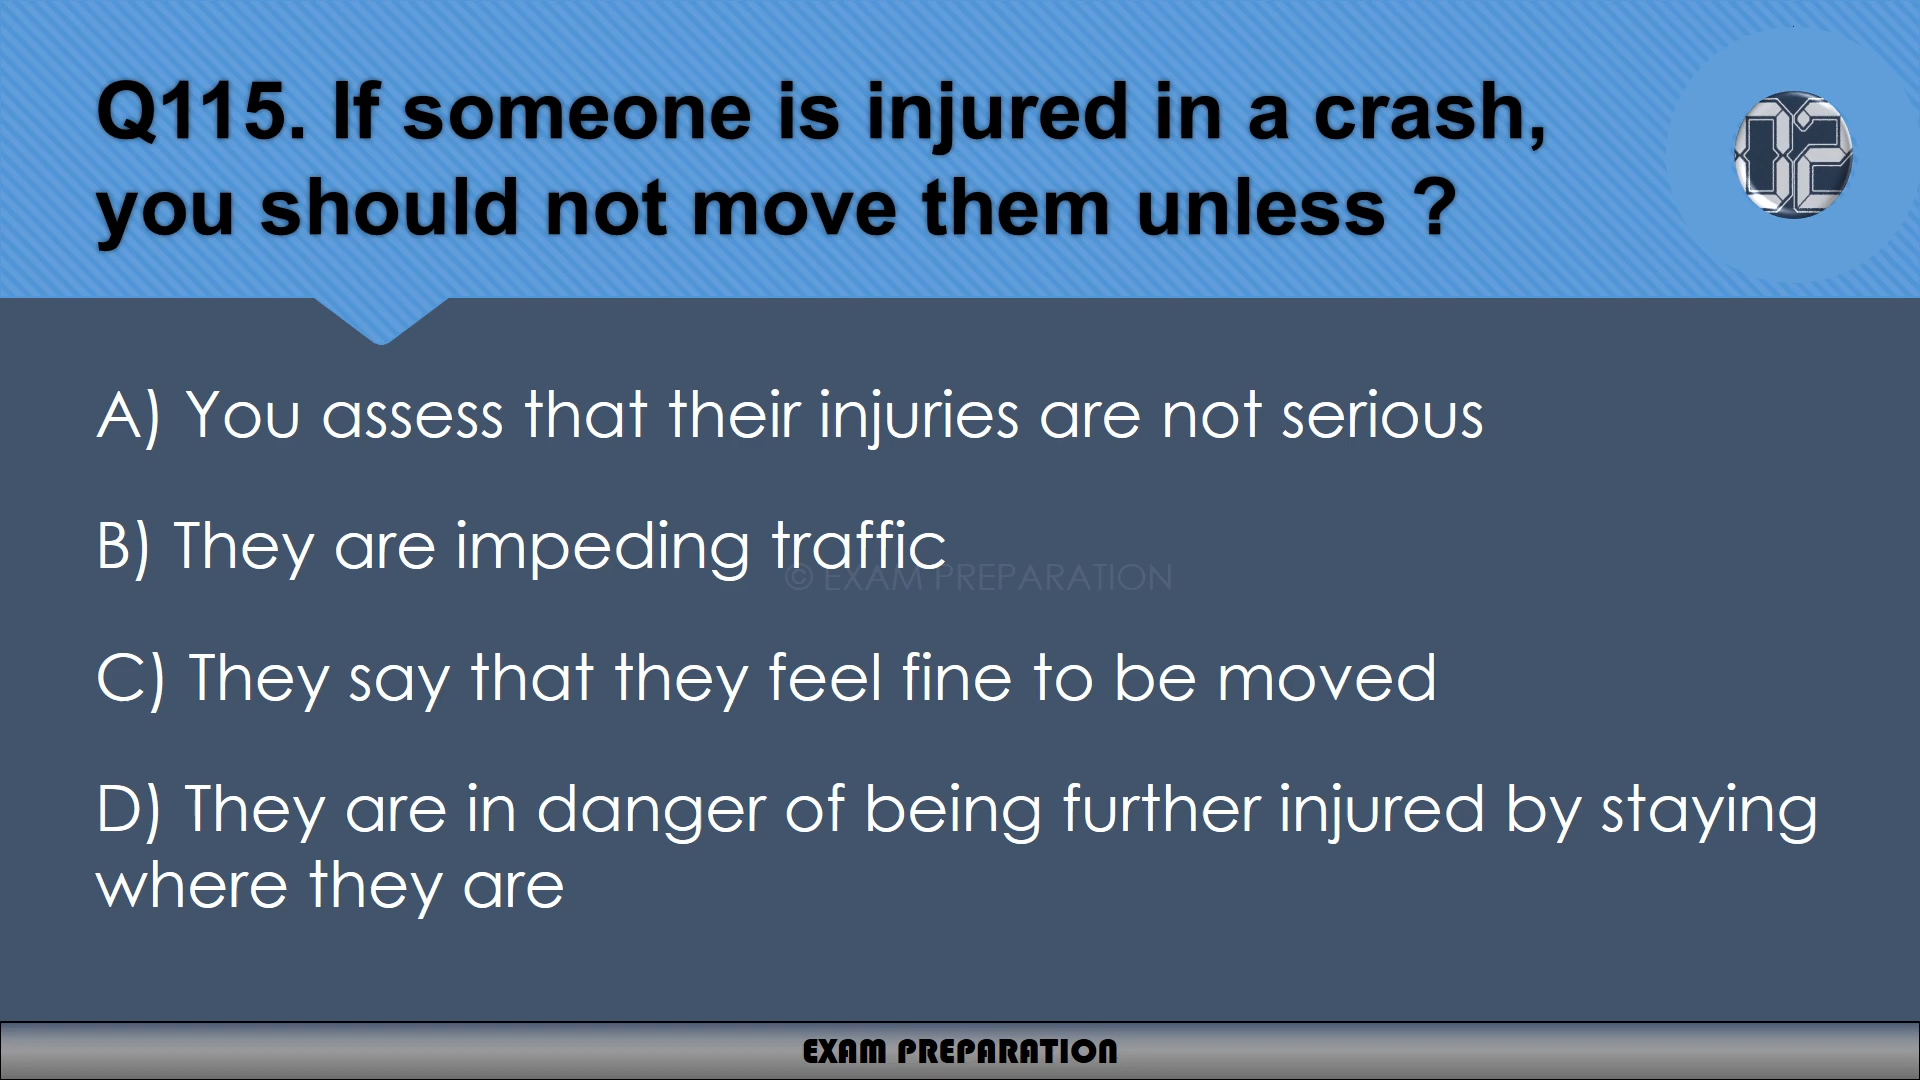 Q115. If someone is injured in a crash,
you should not move them unless ?
02
A) You assess that their injuries are not serious
B) They are impeding traffic
© EXAM PREPARATION
C) They say that they feel fine to be moved
D) They are in danger of being further injured by staying
where they are
EXAM PREPARATION